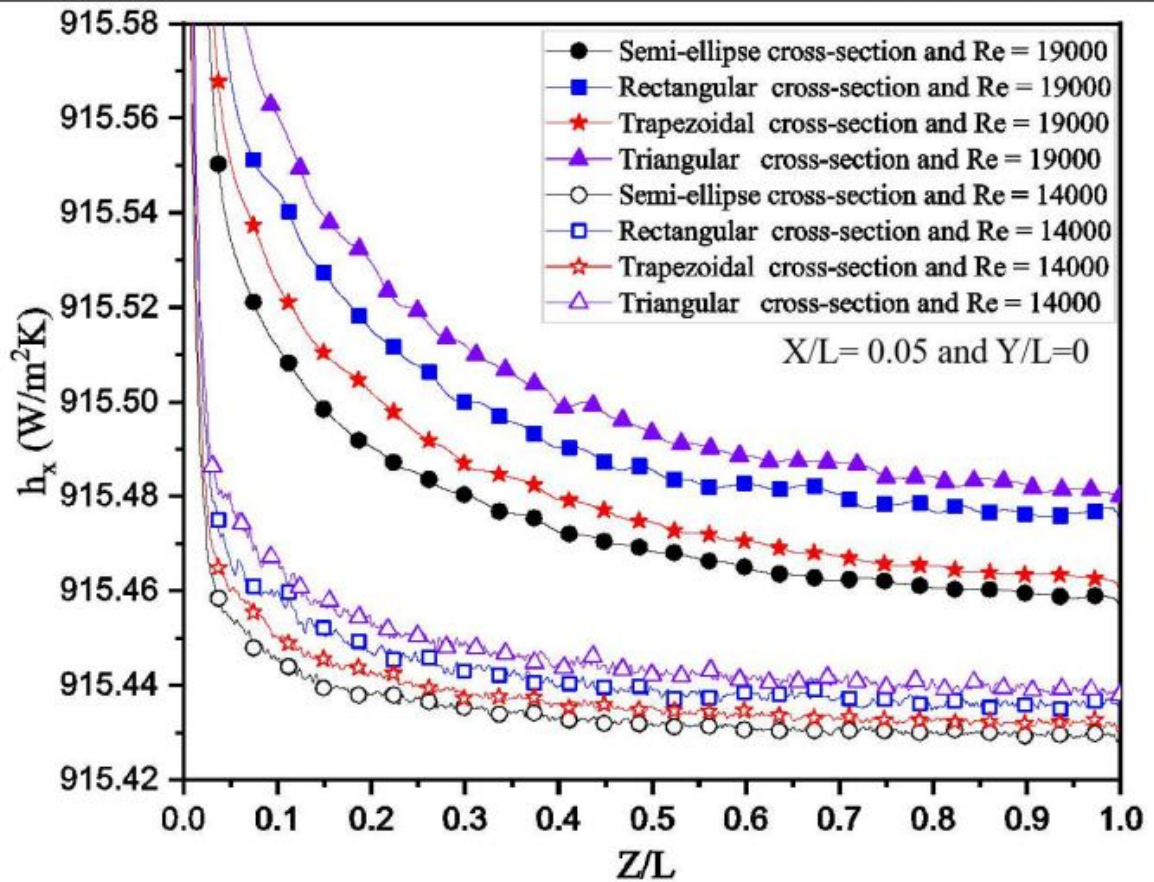 915.58
915.56
915.54
915.52
915.50
915.48
915.46
915.44
915.42
h_x (W/m²K)
Semi-ellipse cross-section and Re = 19000
Rectangular cross-section and Re = 19000
Trapezoidal cross-section and Re = 19000
Triangular cross-section and Re = 19000
Semi-ellipse cross-section and Re = 14000
Rectangular cross-section and Re = 14000
Trapezoidal cross-section and Re = 14000
Triangular cross-section and Re = 14000
X/L= 0.05 and Y/L=0
0.0 0.1 0.2 0.3 0.4 0.5 0.6 0.7 0.8 0.9 1.0
Z/L